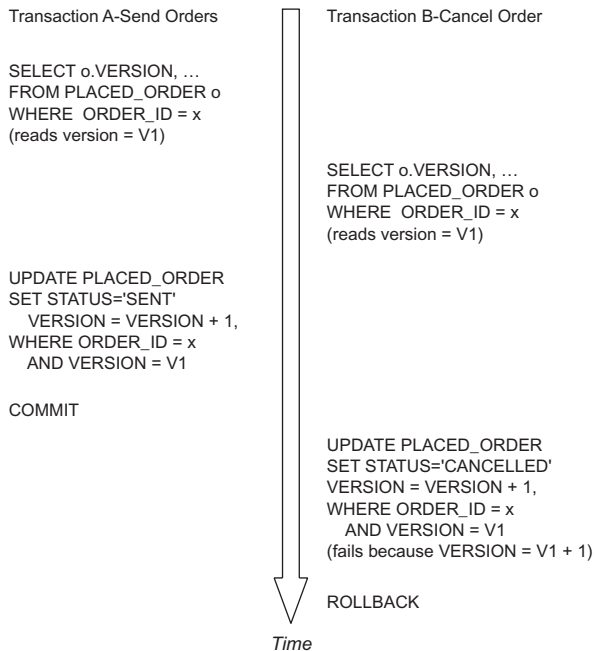 Transaction A-Send Orders
Transaction B-Cancel Order
SELECT o.VERSION, …
FROM PLACED_ORDER o
WHERE ORDER_ID = x
(reads version = V1)
SELECT o.VERSION, …
FROM PLACED_ORDER o
WHERE ORDER_ID = x
(reads version = V1)
UPDATE PLACED_ORDER
SET STATUS='SENT'
VERSION = VERSION + 1,
WHERE ORDER_ID = x
AND VERSION = V1
COMMIT
UPDATE PLACED_ORDER
SET STATUS='CANCELLED'
VERSION = VERSION + 1,
WHERE ORDER_ID = x
AND VERSION = V1
(fails because VERSION = V1 + 1)
ROLLBACK
Time